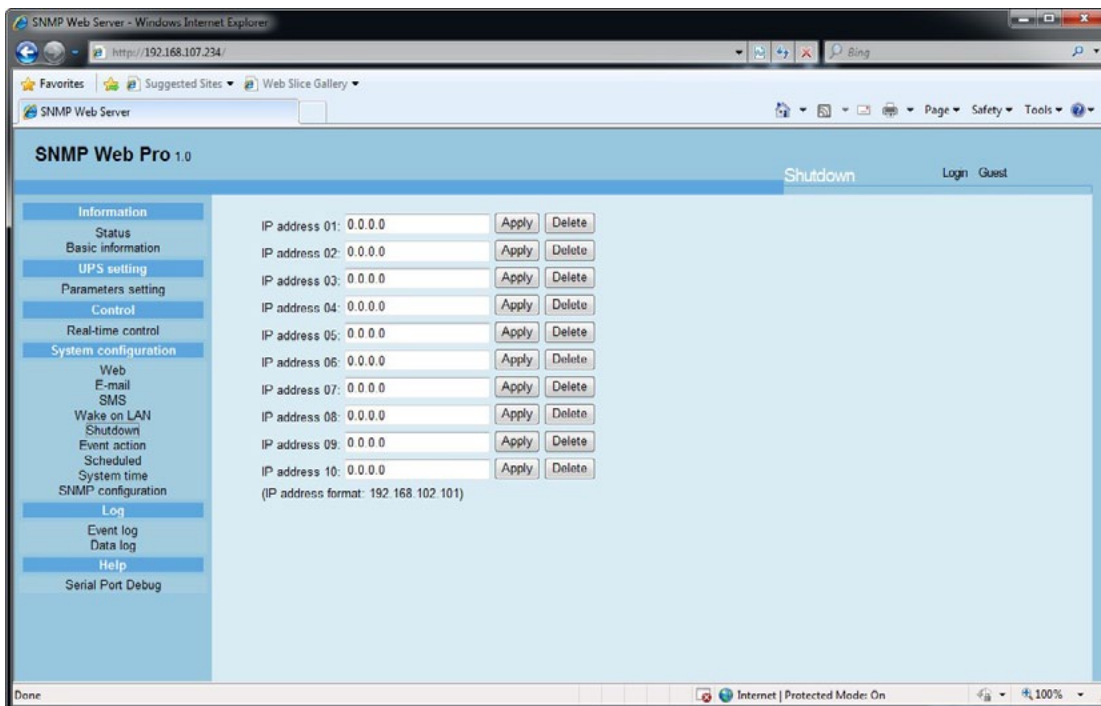 SNMP Web Server - Windows Internet Explorer
http://192.168.107.234/
Bing
Favorites Suggested Sites Web Slice Gallery
SNMP Web Server
Page Safety Tools
SNMP Web Pro 1.0
Shutdown Login Guest
Information
Status
Basic information
UPS setting
Parameters setting
Control
Real-time control
System configuration
Web
E-mail
SMS
Wake on LAN
Shutdown
Event action
Scheduled
System time
SNMP configuration
Log
Event log
Data log
Help
Serial Port Debug
IP address 01: 0.0.0.0 Apply Delete
IP address 02: 0.0.0.0 Apply Delete
IP address 03: 0.0.0.0 Apply Delete
IP address 04: 0.0.0.0 Apply Delete
IP address 05: 0.0.0.0 Apply Delete
IP address 06: 0.0.0.0 Apply Delete
IP address 07: 0.0.0.0 Apply Delete
IP address 08: 0.0.0.0 Apply Delete
IP address 09: 0.0.0.0 Apply Delete
IP address 10: 0.0.0.0 Apply Delete
(IP address format: 192.168.102.101)
Done Internet | Protected Mode: On 100%